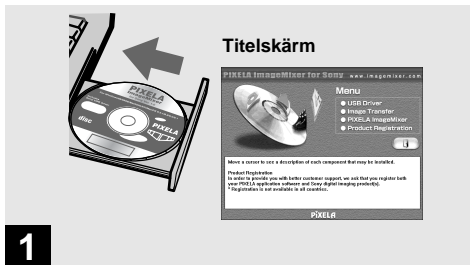 Titelskärm
PIXELA ImageMixer for Sony www.imagemixer.com
Menu
USB Driver
Image Transfer
PIXELA ImageMixer
Product Registration
PIXELA
ImageMixer
disc
PIXELA
Move a cursor to see a description of each component that may be installed.
Product Registration
In order to provide you with better customer support, we ask that you register both
your PIXELA application software and Sony digital imaging product(s).
* Registration is not available in all countries.
PIXELA
1